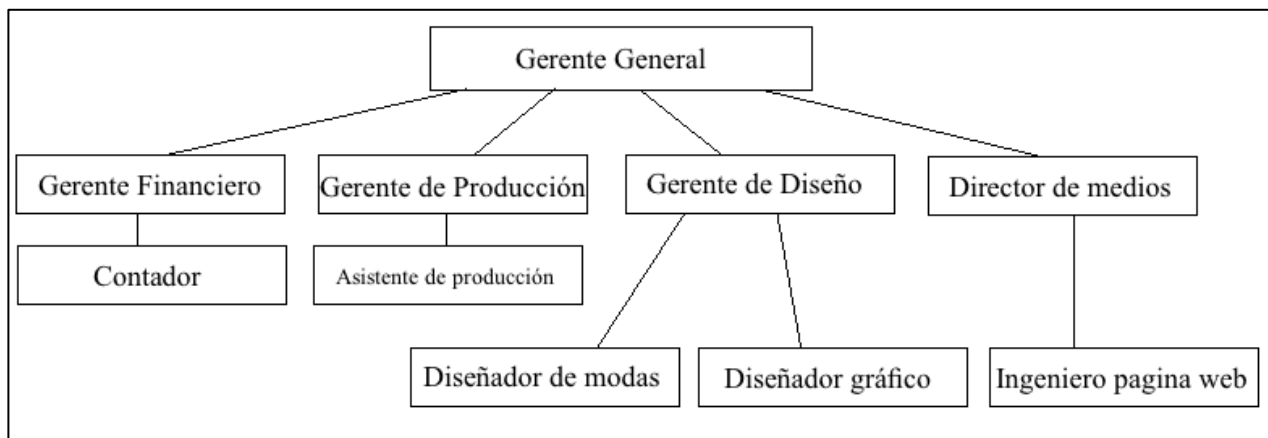 Gerente General
Gerente Financiero
Gerente de Producción
Gerente de Diseño
Director de medios
Contador
Asistente de producción
Diseñador de modas
Diseñador gráfico
Ingeniero pagina web